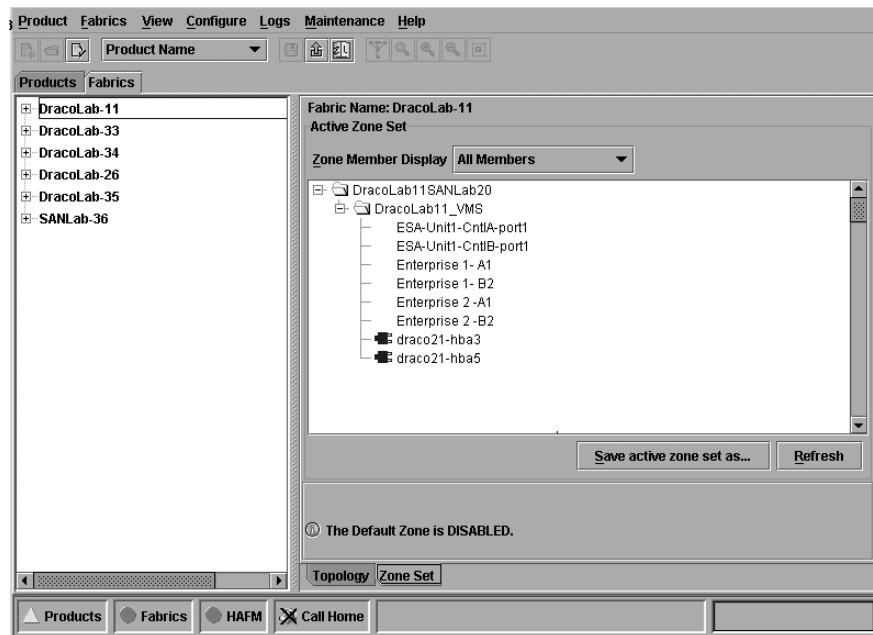 Product Fabrics View Configure Logs Maintenance Help
Product Name
Products Fabrics
DracoLab-11
DracoLab-33
DracoLab-34
DracoLab-26
DracoLab-35
SANLab-36
Fabric Name: DracoLab-11
Active Zone Set
Zone Member Display All Members
DracoLab11SANLab20
DracoLab11_VMS
ESA-Unit1-CntlA-port1
ESA-Unit1-CntlB-port1
Enterprise 1- A1
Enterprise 1- B2
Enterprise 2 -A1
Enterprise 2 -B2
draco21-hba3
draco21-hba5
Save active zone set as... Refresh
The Default Zone is DISABLED.
Topology Zone Set
Products Fabrics HAFM Call Home